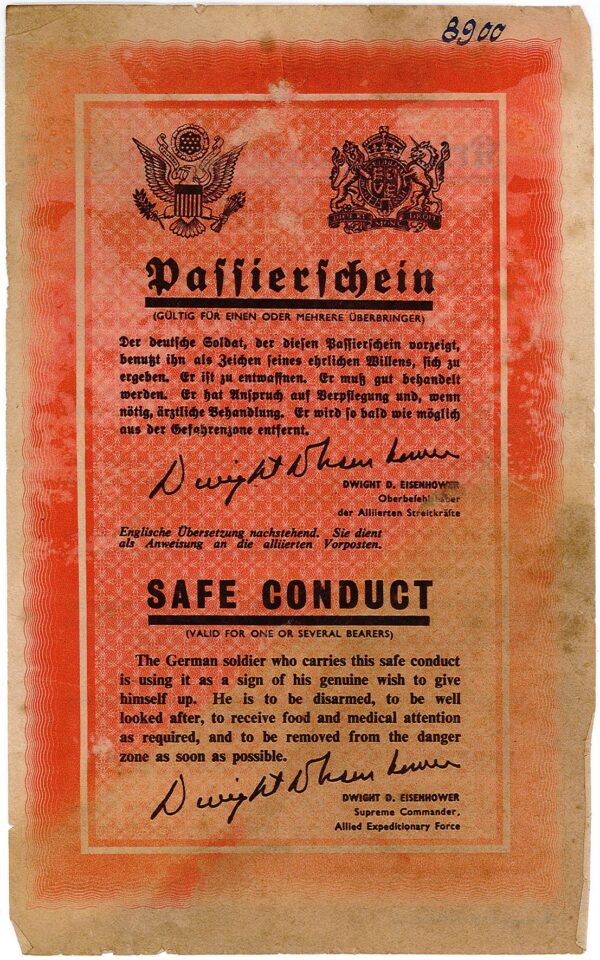 8900
DIEU ET MON DROIT
Passierschein
(GÜLTIG FÜR EINEN ODER MEHRERE ÜBERBRINGER)
Der deutsche Soldat, der diesen Passierschein vorzeigt,
benutzt ihn als Zeichen seines ehrlichen Willens, sich zu
ergeben. Er ist zu entwaffnen. Er muß gut behandelt
werden. Er hat Anspruch auf Verpflegung und, wenn
nötig, ärztliche Behandlung. Er wird so bald wie möglich
aus der Gefahrenzone entfernt.
Dwight D Eisenhower
DWIGHT D. EISENHOWER
Oberbefehlshaber
der Alliierten Streitkräfte
Englische Übersetzung nachstehend. Sie dient
als Anweisung an die alliierten Vorposten.
SAFE CONDUCT
(VALID FOR ONE OR SEVERAL BEARERS)
The German soldier who carries this safe conduct
is using it as a sign of his genuine wish to give
himself up. He is to be disarmed, to be well
looked after, to receive food and medical attention
as required, and to be removed from the danger
zone as soon as possible.
Dwight D Eisenhower
DWIGHT D. EISENHOWER
Supreme Commander,
Allied Expeditionary Force